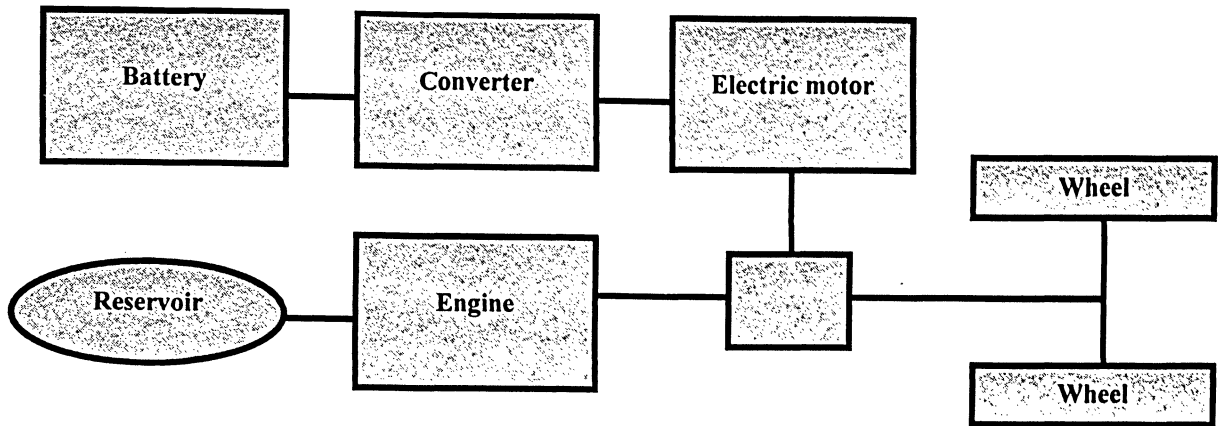 Battery
Converter
Electric motor
Wheel
Reservoir
Engine
Wheel